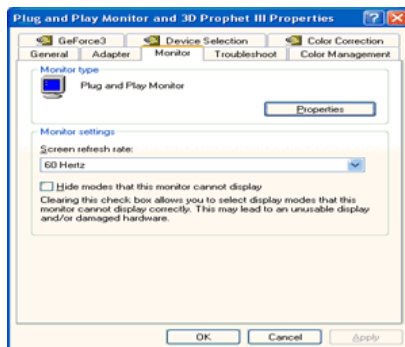 Plug and Play Monitor and 3D Prophet III Properties
GeForce3 Device Selection Color Correction
General Adapter Monitor Troubleshoot Color Management
Monitor type
Plug and Play Monitor
Properties
Monitor settings
Screen refresh rate:
60 Hertz
Hide modes that this monitor cannot display
Clearing this check box allows you to select display modes that this
monitor cannot display correctly. This may lead to an unusable display
and/or damaged hardware.
OK Cancel Apply